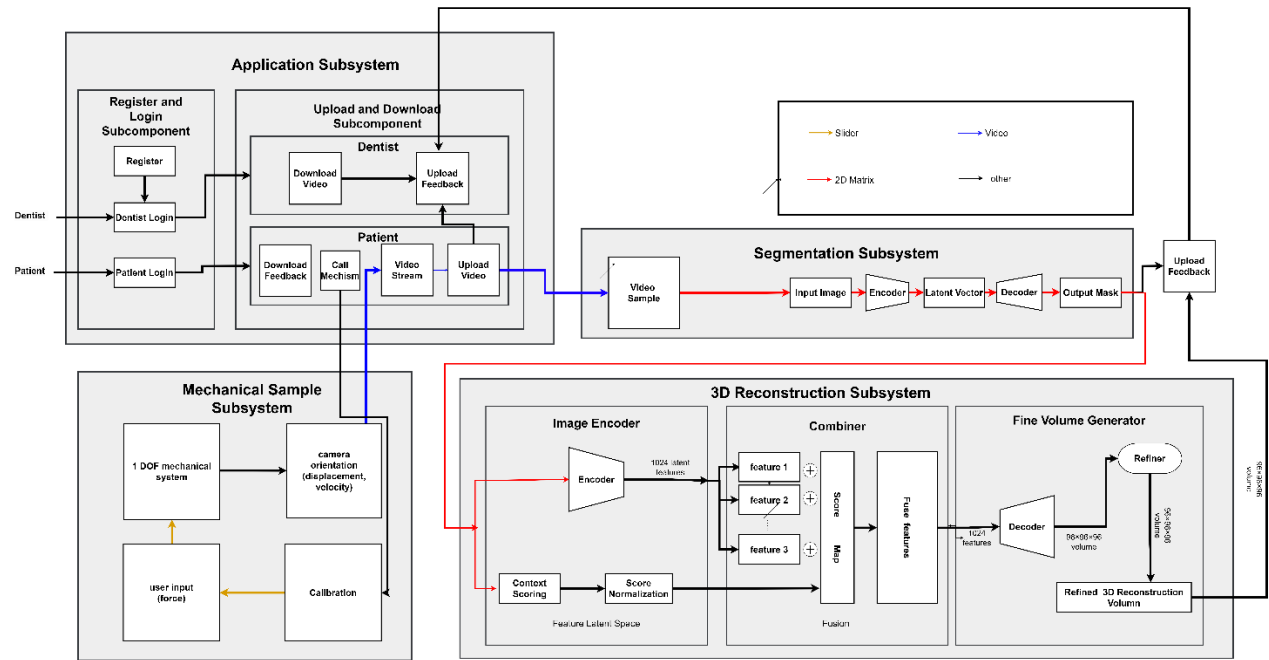 Application Subsystem
Register and
Login
Subcomponent
Register
Dentist Login
Patient Login
Dentist
Patient
Upload and Download
Subcomponent
Dentist
Download
Video
Upload
Feedback
Patient
Download
Feedback
Call
Mechism
Video
Stream
Upload
Video
Slider
Video
2D Matrix
other
Segmentation Subsystem
Video
Sample
Input Image
Encoder
Latent Vector
Decoder
Output Mask
Upload
Feedback
Mechanical Sample
Subsystem
1 DOF mechanical
system
camera
orientation
(displacement,
velocity)
user input
(force)
Calibration
3D Reconstruction Subsystem
Image Encoder
Encoder
1024 latent
features
Context
Scoring
Score
Normalization
Feature Latent Space
Combiner
feature 1
feature 2
feature 3
Score
Map
Fuse features
Fusion
1024
features
Fine Volume Generator
Decoder
96×96×96
volume
Refiner
96×96×96
volume
Refined 3D Reconstruction
Volumn
96×96×96
volume